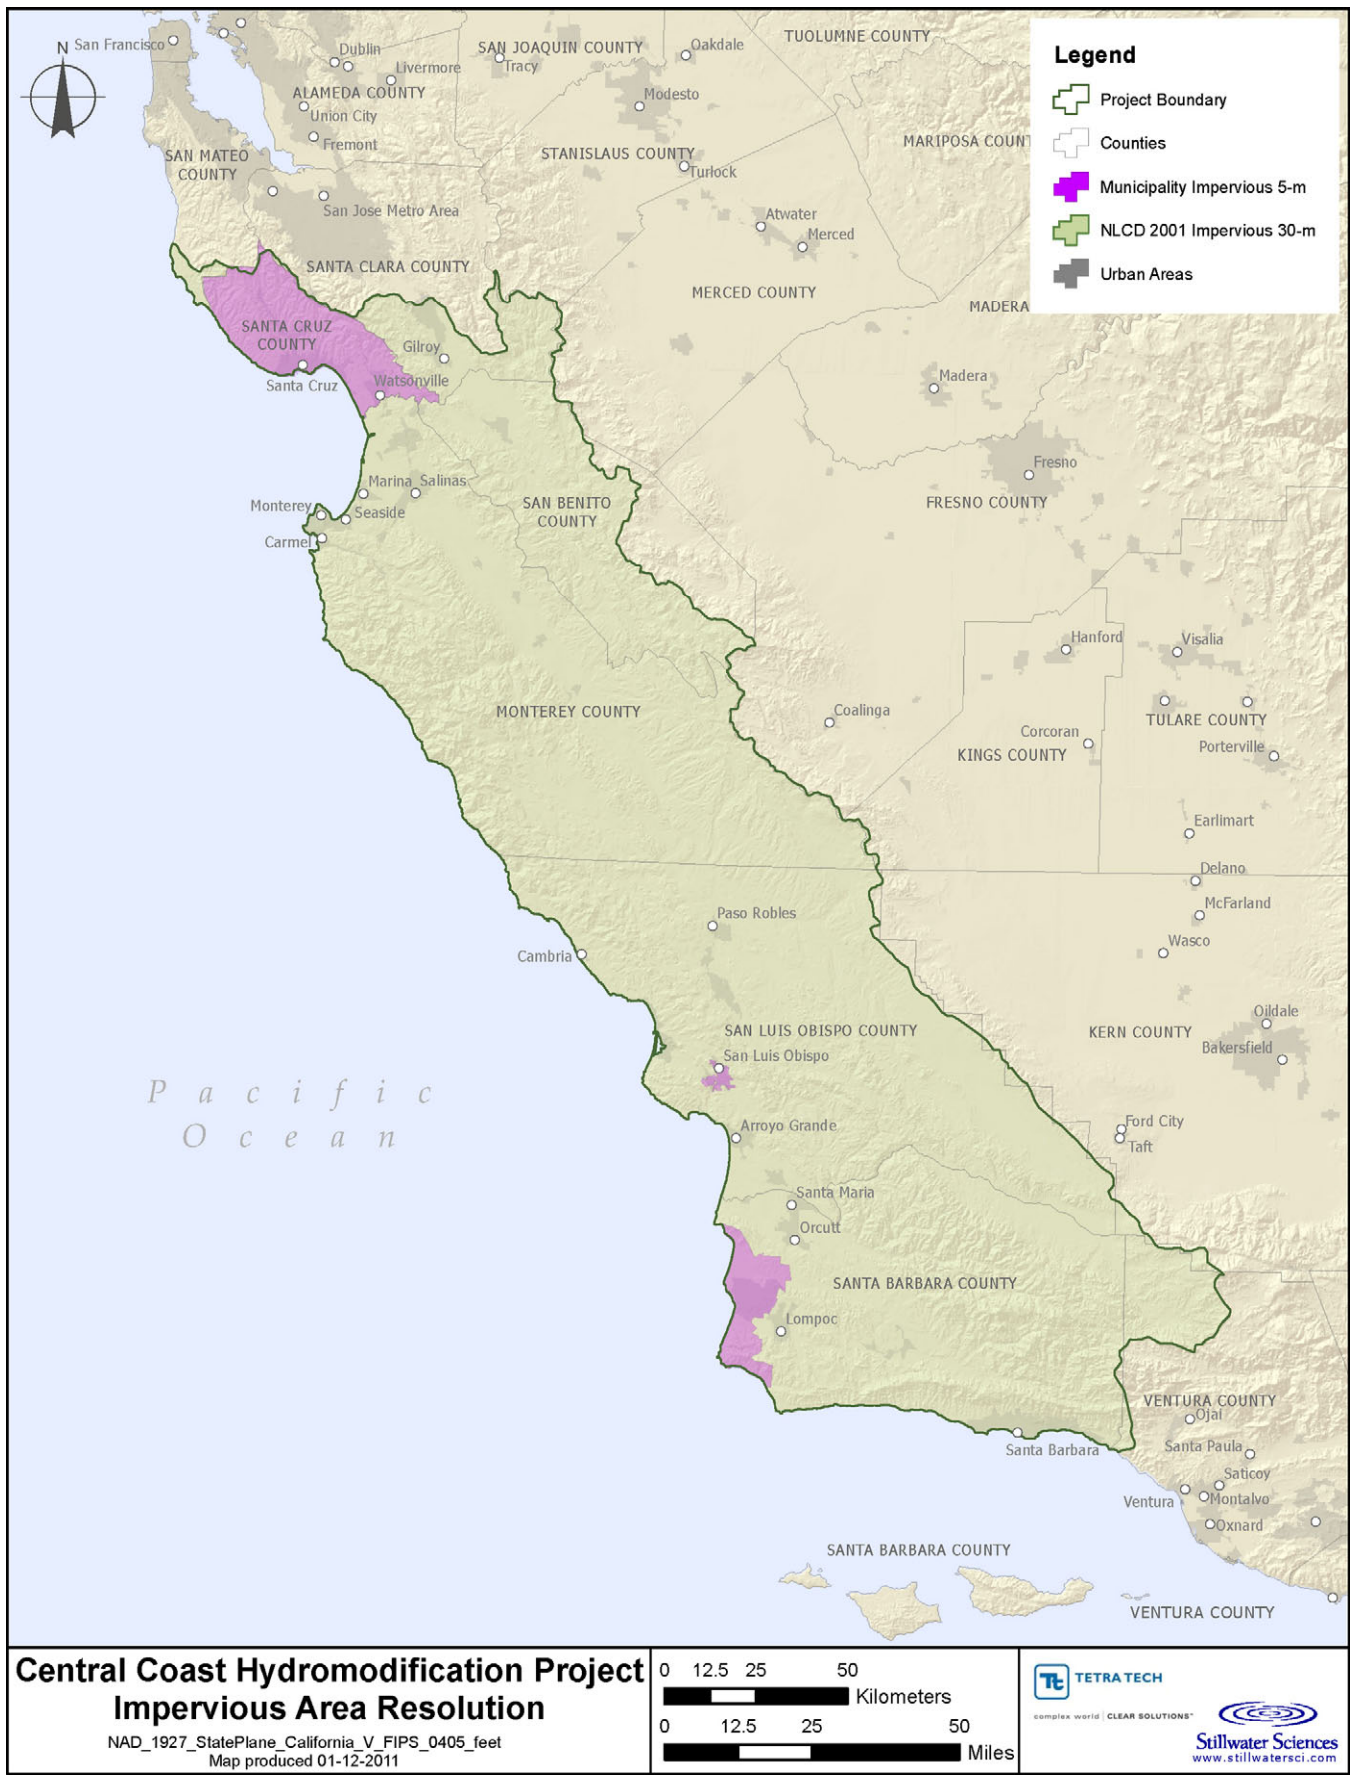 N
San Francisco
Dublin
Livermore
ALAMEDA COUNTY
Union City
Fremont
SAN MATEO
COUNTY
San Jose Metro Area
SANTA CLARA COUNTY
SAN JOAQUIN COUNTY
Tracy
Oakdale
Modesto
STANISLAUS COUNTY
Turlock
TUOLUMNE COUNTY
MARIPOSA COUNT
Atwater
Merced
MERCED COUNTY
MADERA
Legend
Project Boundary
Counties
Municipality Impervious 5-m
NLCD 2001 Impervious 30-m
Urban Areas
SANTA CRUZ
COUNTY
Gilroy
Santa Cruz
Watsonville
Madera
Fresno
FRESNO COUNTY
Marina
Salinas
Monterey
Seaside
Carmel
SAN BENITO
COUNTY
Hanford
Visalia
MONTEREY COUNTY
Coalinga
Corcoran
KINGS COUNTY
TULARE COUNTY
Porterville
Earlimart
Delano
McFarland
Wasco
Paso Robles
Cambria
SAN LUIS OBISPO COUNTY
San Luis Obispo
KERN COUNTY
Oildale
Bakersfield
Pacific
Ocean
Arroyo Grande
Ford City
Taft
Santa Maria
Orcutt
SANTA BARBARA COUNTY
Lompoc
VENTURA COUNTY
Ojai
Santa Barbara
Santa Paula
Saticoy
Ventura
Montalvo
Oxnard
SANTA BARBARA COUNTY
VENTURA COUNTY
Central Coast Hydromodification Project
Impervious Area Resolution
NAD_1927_StatePlane_California_V_FIPS_0405_feet
Map produced 01-12-2011
0 12.5 25 50
Kilometers
0 12.5 25 50
Miles
Tt TETRA TECH
complex world | CLEAR SOLUTIONS™
Stillwater Sciences
www.stillwatersci.com